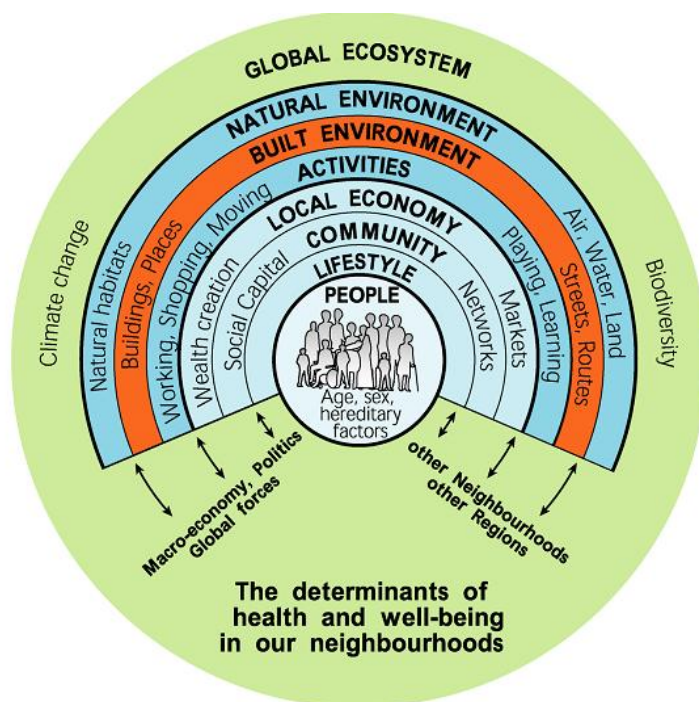 GLOBAL ECOSYSTEM
NATURAL ENVIRONMENT
BUILT ENVIRONMENT
ACTIVITIES
LOCAL ECONOMY
COMMUNITY
LIFESTYLE
PEOPLE
Age, sex,
hereditary
factors
Climate change
Natural habitats
Buildings, Places
Working, Shopping, Moving
Wealth creation
Social Capital
Networks
Markets
Playing, Learning
Streets, Routes
Air, Water, Land
Biodiversity
Macro-economy, Politics
Global forces
other Neighbourhoods
other Regions
The determinants of
health and well-being
in our neighbourhoods